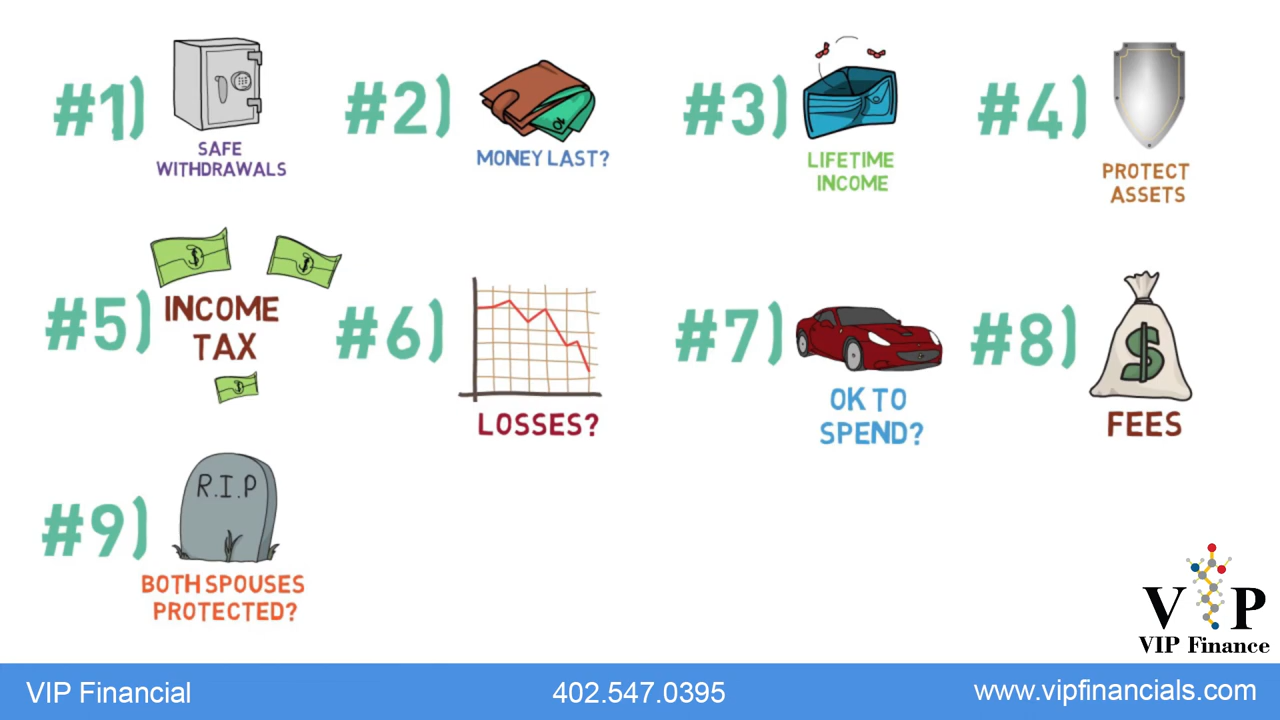 #1)
SAFE
WITHDRAWALS
#2)
MONEY LAST?
#3)
LIFETIME
INCOME
#4)
PROTECT
ASSETS
#5)
$
$
INCOME
TAX
#6)
LOSSES?
#7)
OK TO
SPEND?
#8)
$
FEES
#9)
R.I.P
BOTH SPOUSES
PROTECTED?
VIP
VIP Finance
VIP Financial
402.547.0395
www.vipfinancials.com